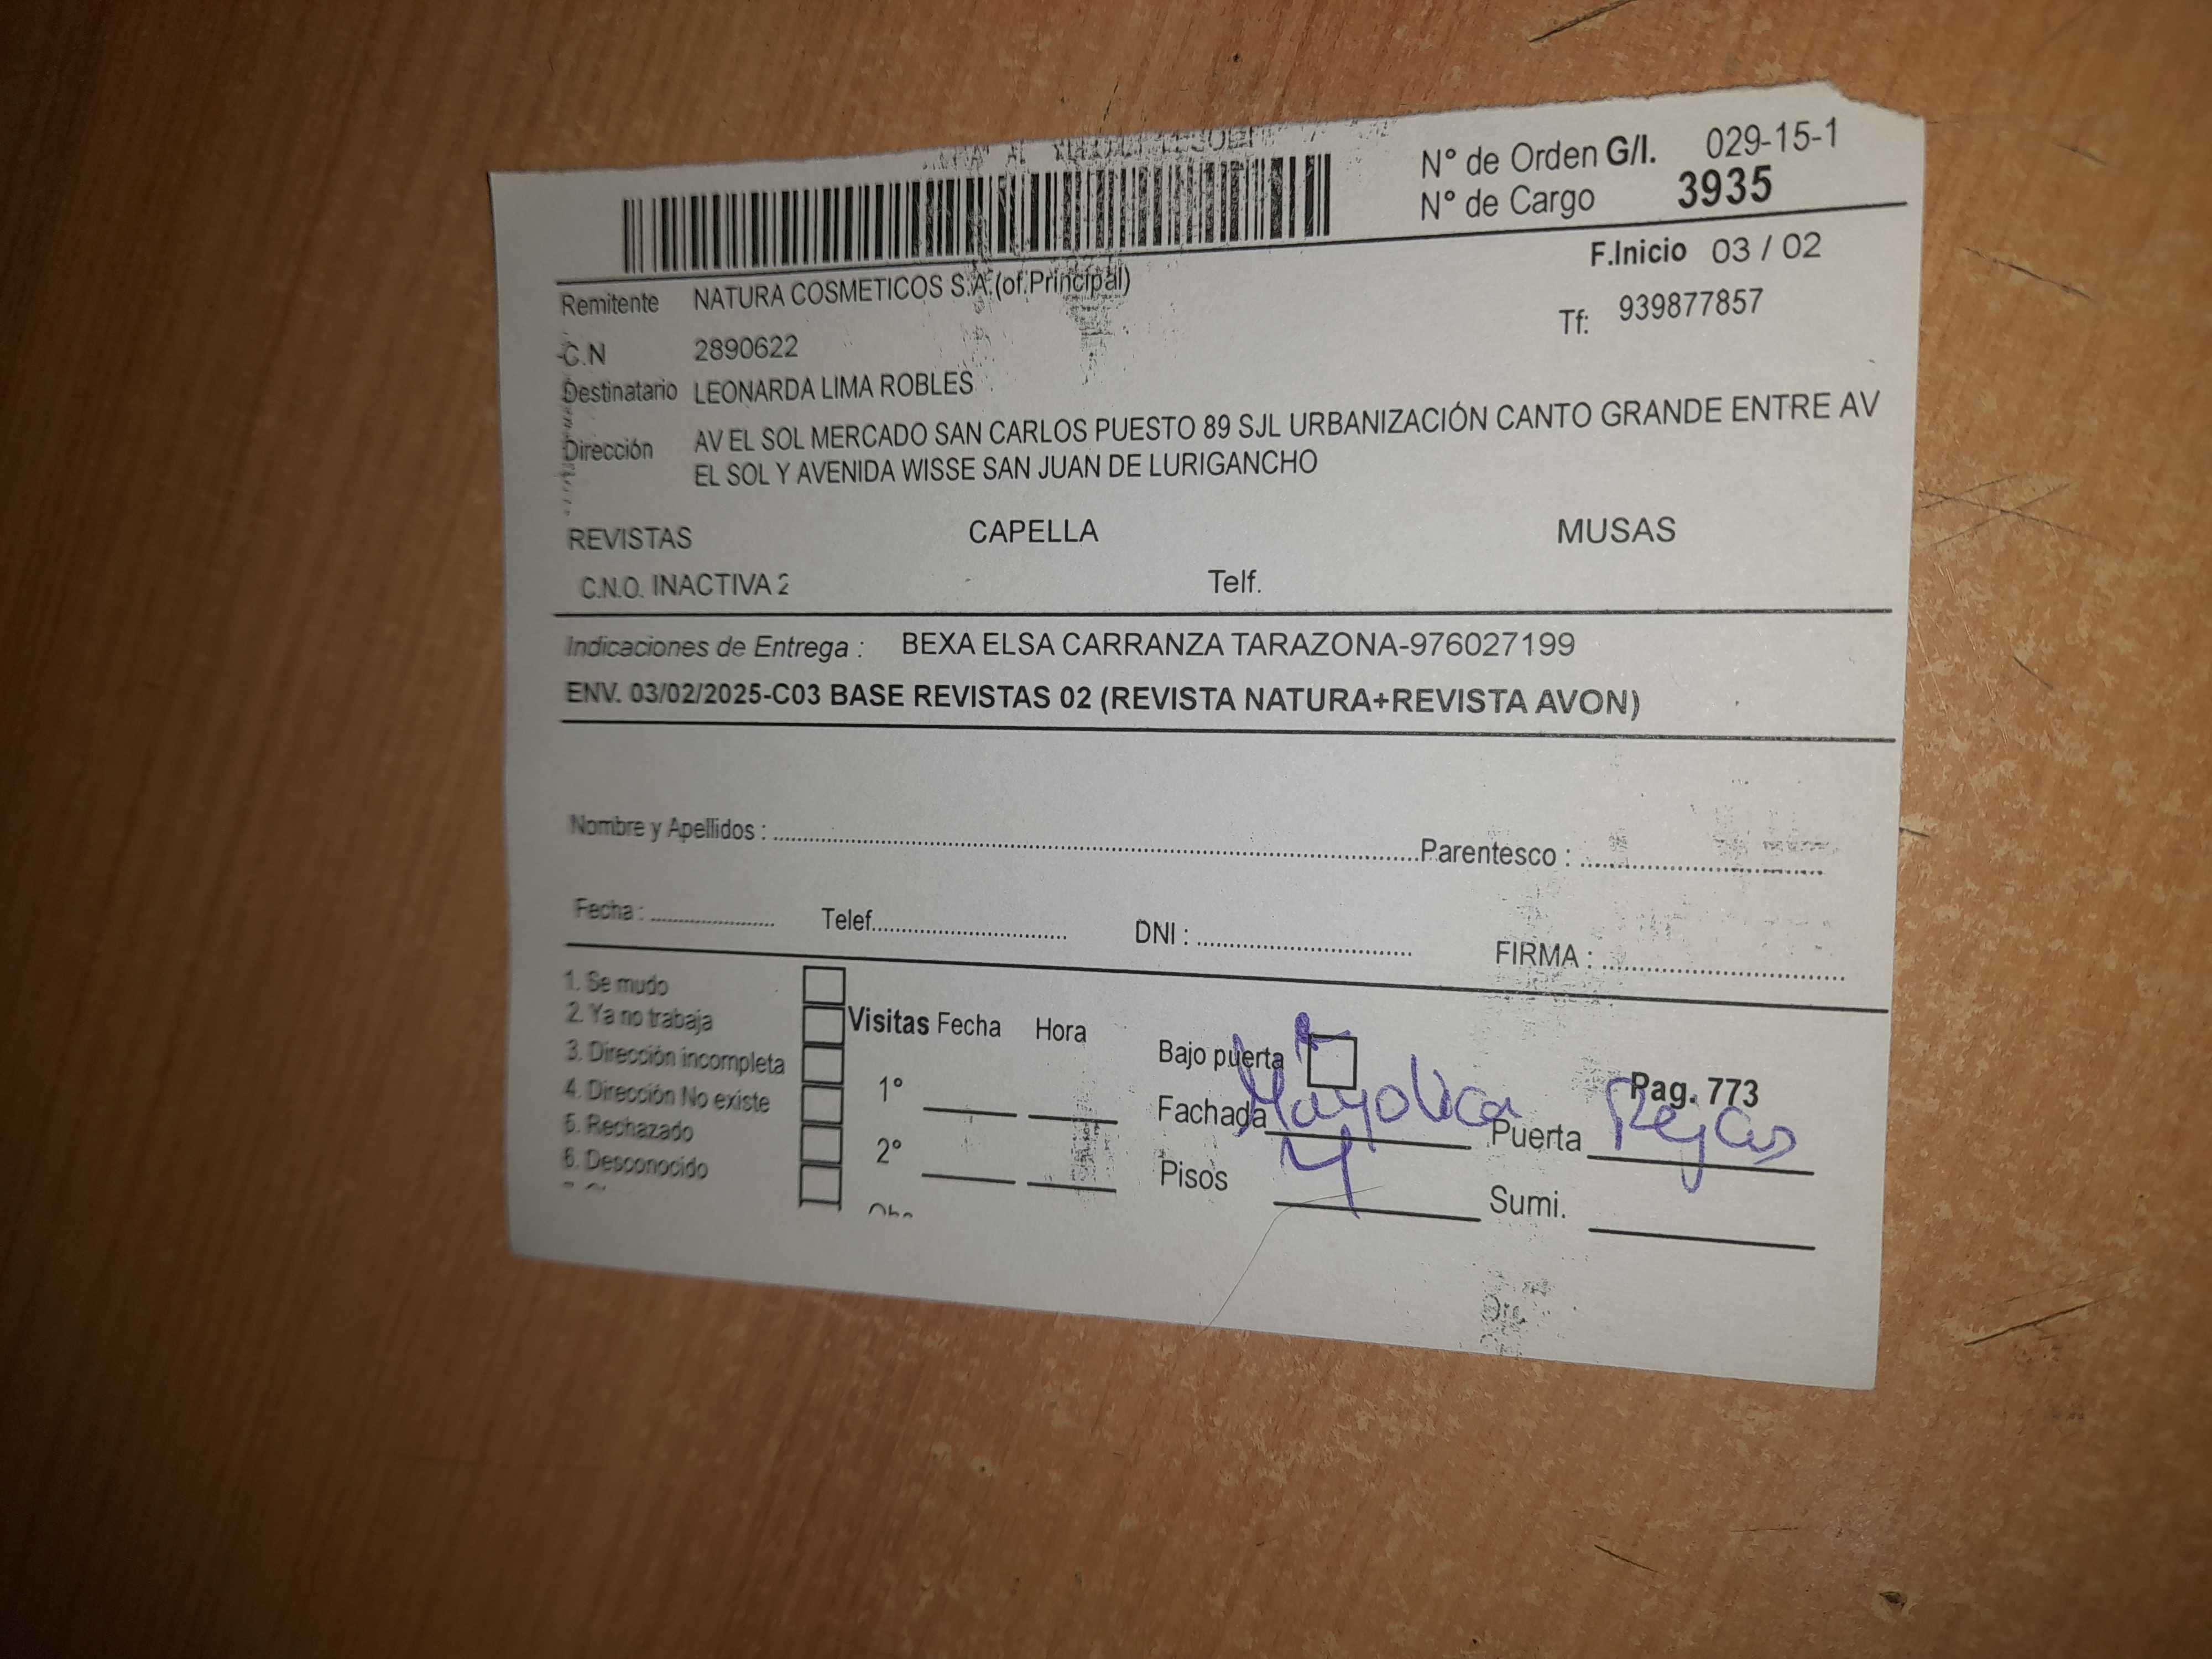 N° de Orden G/I. 029-15-1
N° de Cargo 3935
F.Inicio 03 / 02
Remitente NATURA COSMETICOS S.A.(of.Principal)
Tf: 939877857
C.N 2890622
Destinatario LEONARDA LIMA ROBLES
Dirección AV EL SOL MERCADO SAN CARLOS PUESTO 89 SJL URBANIZACIÓN CANTO GRANDE ENTRE AV
EL SOL Y AVENIDA WISSE SAN JUAN DE LURIGANCHO
REVISTAS CAPELLA MUSAS
C.N.O. INACTIVA 2 Telf.
Indicaciones de Entrega : BEXA ELSA CARRANZA TARAZONA-976027199
ENV. 03/02/2025-C03 BASE REVISTAS 02 (REVISTA NATURA+REVISTA AVON)
Nombre y Apellidos : Parentesco :
Fecha : Telef. DNI : FIRMA :
1. Se mudo
2. Ya no trabaja
3. Dirección incompleta
4. Dirección No existe
5. Rechazado
6. Desconocido
Visitas Fecha Hora
1°
2°
Bajo puerta
Pag. 773
Fachada Mayolica Puerta Rejas
Pisos 4 Sumi.